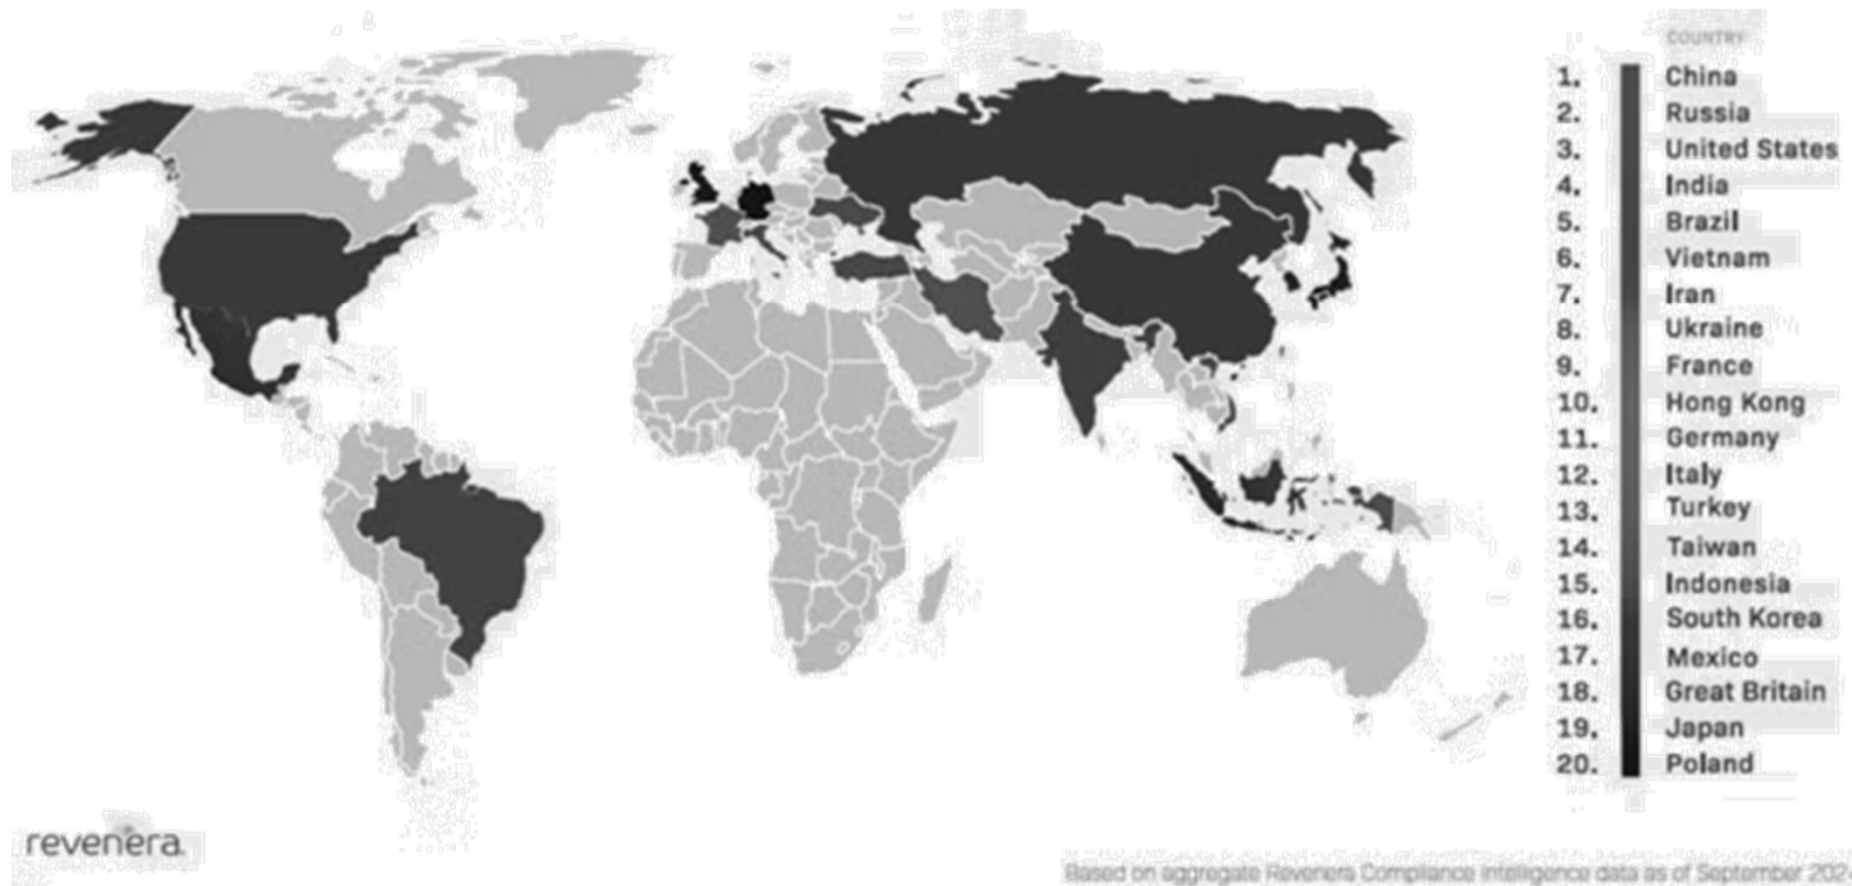 COUNTRY
1. China
2. Russia
3. United States
4. India
5. Brazil
6. Vietnam
7. Iran
8. Ukraine
9. France
10. Hong Kong
11. Germany
12. Italy
13. Turkey
14. Taiwan
15. Indonesia
16. South Korea
17. Mexico
18. Great Britain
19. Japan
20. Poland
revenera.
Based on aggregate Revenera Compliance Intelligence data as of September